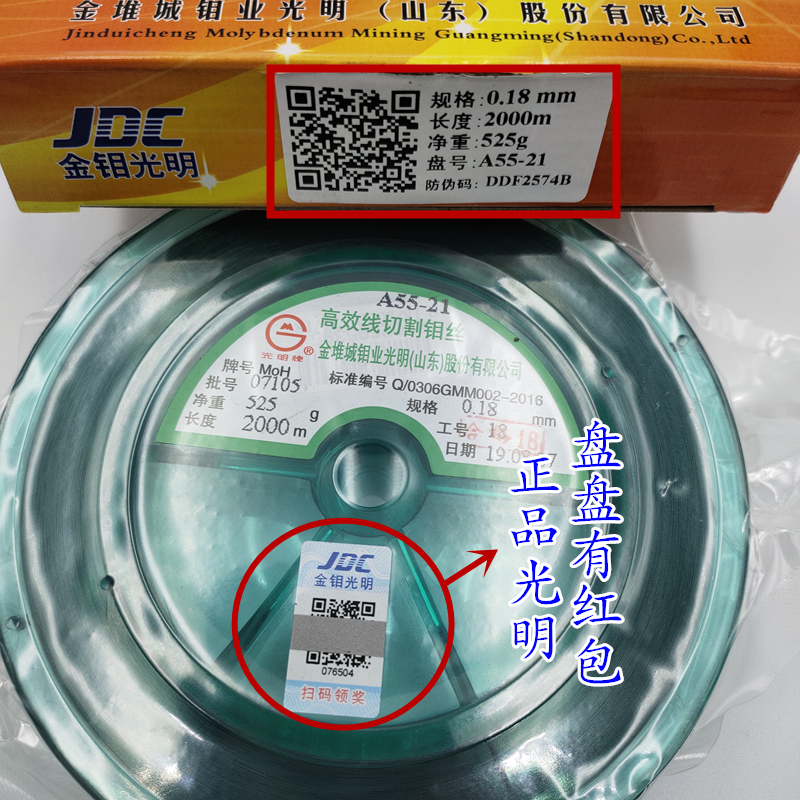 金堆城钼业光明（山东）股份有限公司
Jinduicheng Molybdenum Mining Guangming(Shandong)Co.,Ltd
JDC
金钼光明
规格:0.18 mm
长度:2000m
净重:525g
盘号:A55-21
防伪码: DDF2574B
A55-21
高效线切割钼丝
光明牌®
金堆城钼业光明(山东)股份有限公司
牌号 MoH
标准编号 Q/0306GMM002-2016
批号 07105
规格 0.18 mm
净重 525 g
工号 18
长度 2000 m
日期 19.08
盘盘有红包
正品光明
JDC
金钼光明
076504
扫码领奖